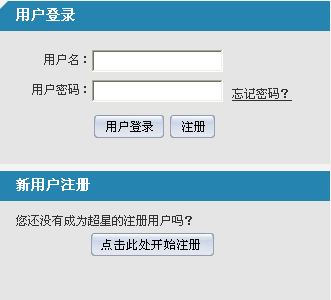 用户登录
用户名：
用户密码： 忘记密码？
用户登录 注册
新用户注册
您还没有成为超星的注册用户吗？
点击此处开始注册